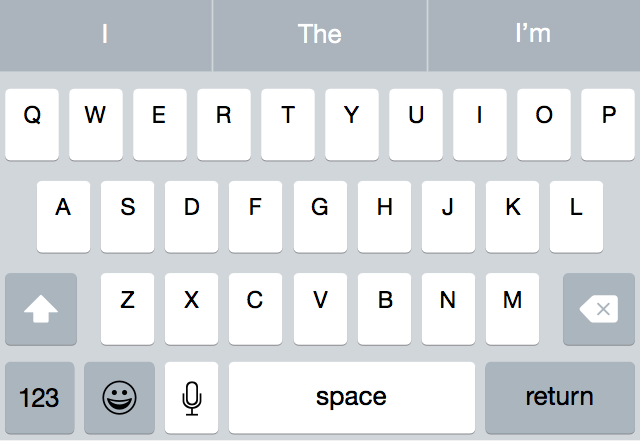 I The I’m
Q W E R T Y U I O P
A S D F G H J K L
Z X C V B N M
123 space return